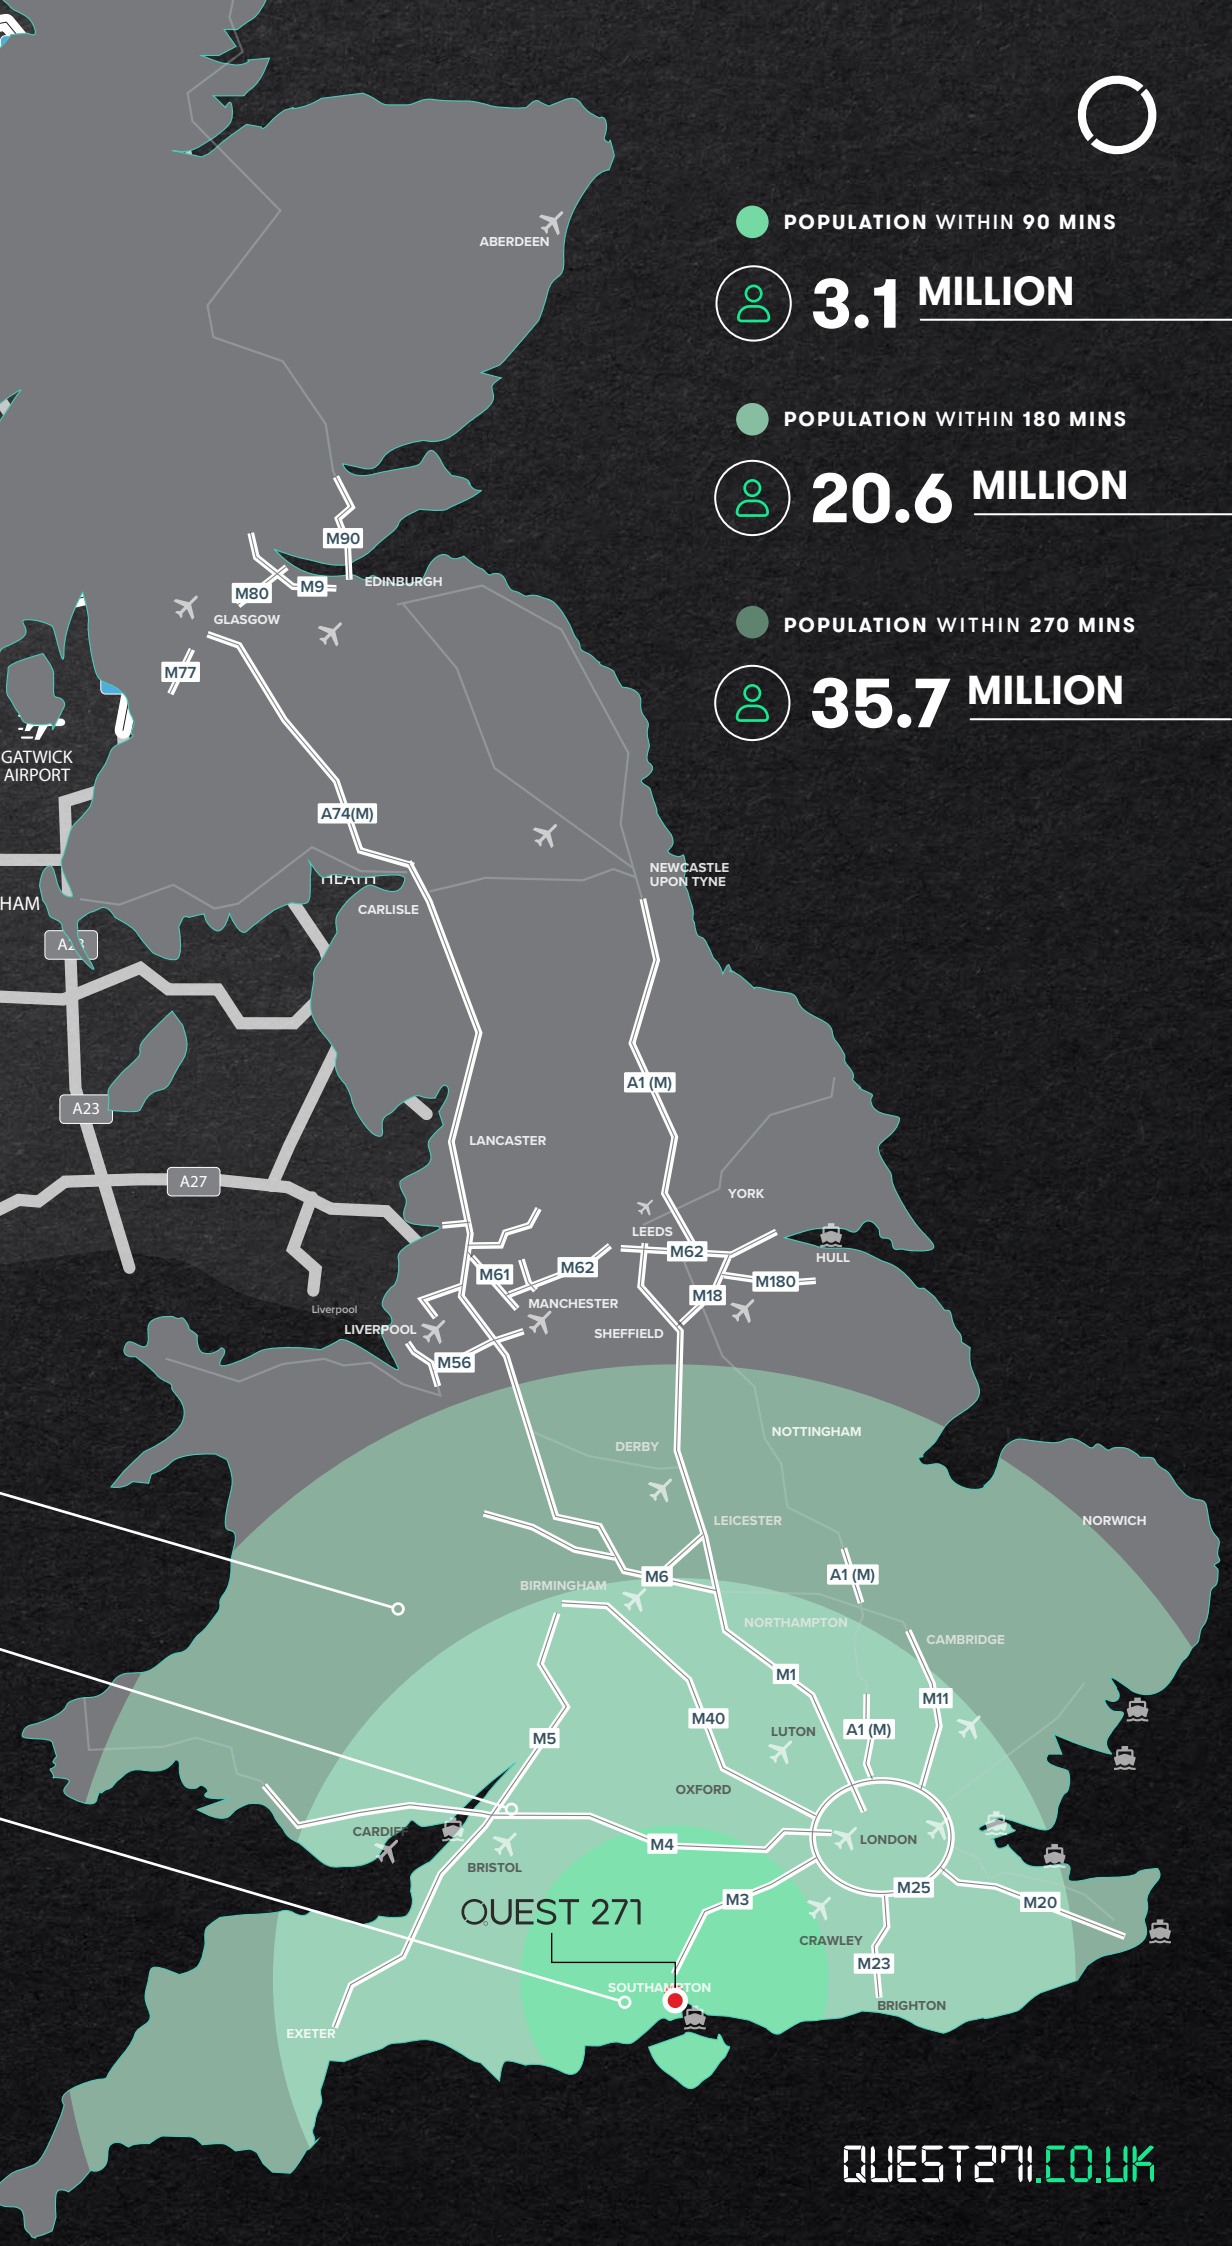 POPULATION WITHIN 90 MINS
3.1 MILLION
POPULATION WITHIN 180 MINS
20.6 MILLION
POPULATION WITHIN 270 MINS
35.7 MILLION
ABERDEEN
M90
M80
M9
EDINBURGH
GLASGOW
M77
GATWICK
AIRPORT
A74(M)
NEWCASTLE
UPON TYNE
HEATH
HAM
CARLISLE
A23
A1 (M)
A23
LANCASTER
A27
YORK
LEEDS
M62
HULL
M61
M62
M180
M18
MANCHESTER
Liverpool
LIVERPOOL
SHEFFIELD
M56
NOTTINGHAM
DERBY
LEICESTER
NORWICH
M6
A1 (M)
BIRMINGHAM
NORTHAMPTON
CAMBRIDGE
M1
M11
M40
M5
LUTON
A1 (M)
OXFORD
CARDIFF
M4
LONDON
BRISTOL
M25
M3
M20
QUEST 271
CRAWLEY
M23
SOUTHAMPTON
BRIGHTON
EXETER
QUEST271.CO.UK